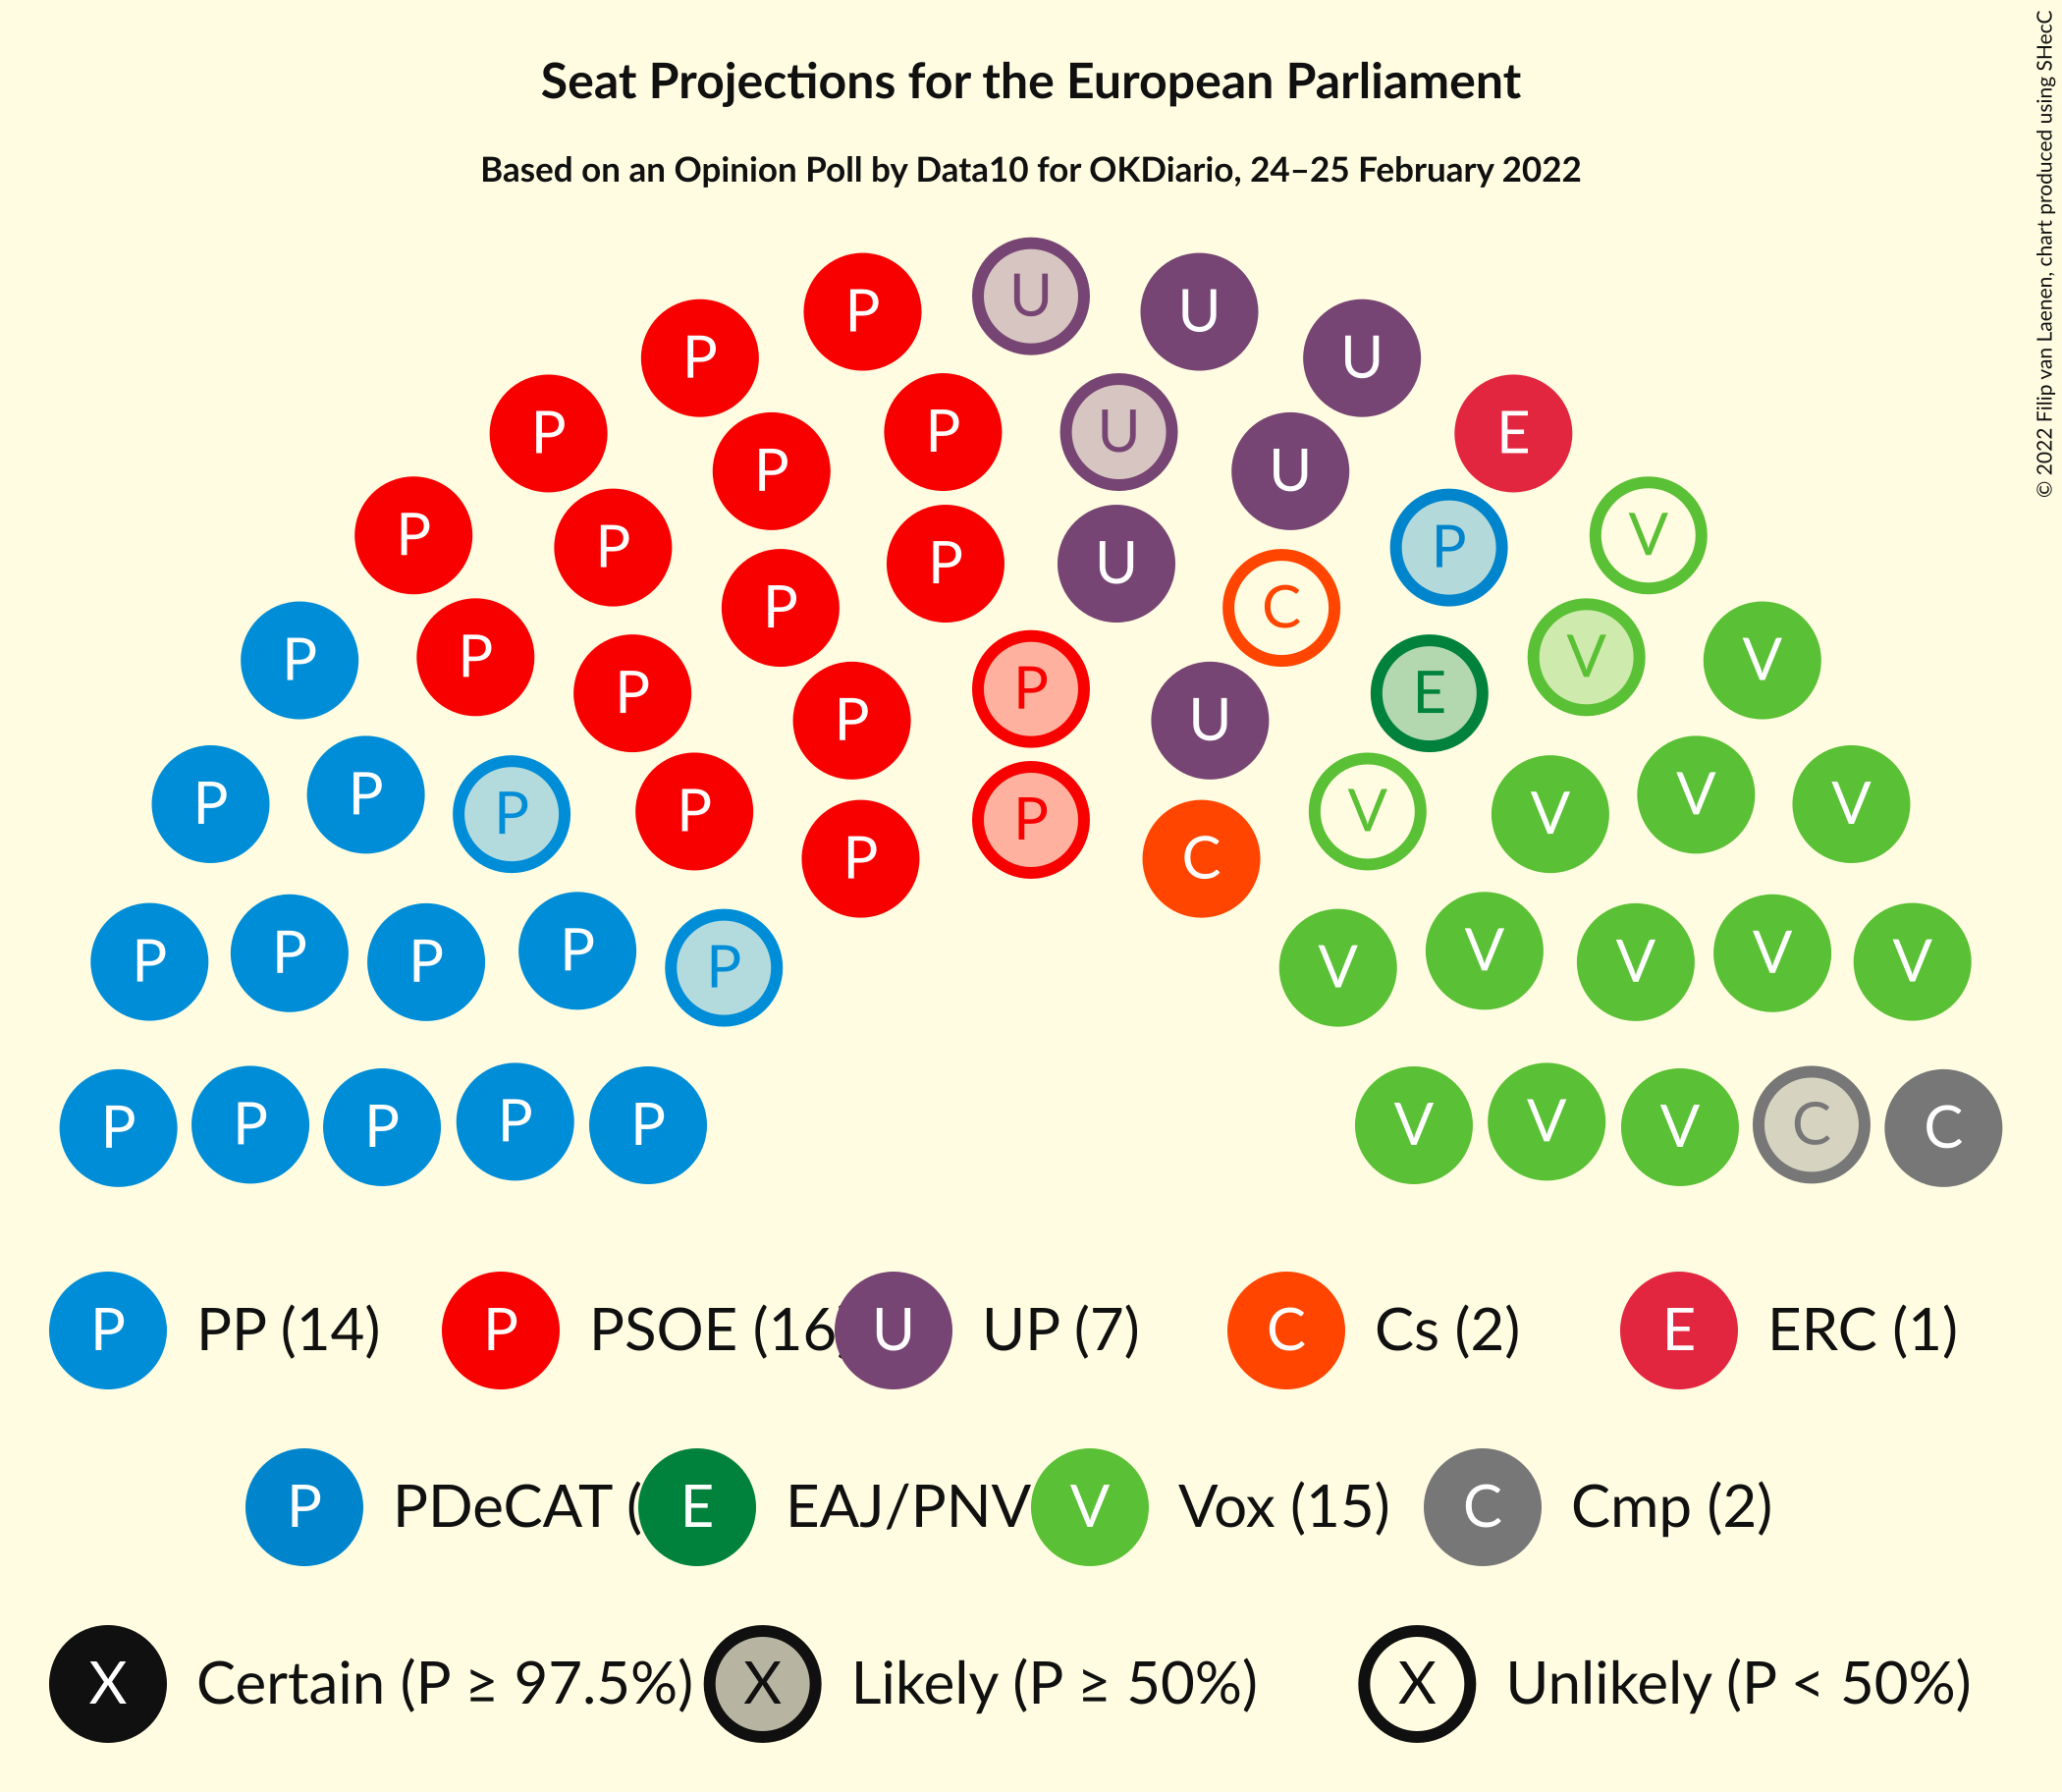 Seat Projections for the European Parliament
Based on an Opinion Poll by Data10 for OKDiario, 24–25 February 2022
© 2022 Filip van Laenen, chart produced using SHecC
U
P U
P U
P P U E
P U
P P P V
P U
P C
P P V V
P P E
P U
P P P P P V V V V
P C
P P P P P V V V V V
P P P P P V V V C C
P PP (14) P PSOE (16 U UP (7) C Cs (2) E ERC (1)
P PDeCAT ( E EAJ/PNV V Vox (15) C Cmp (2)
X Certain (P ≥ 97.5%) X Likely (P ≥ 50%) X Unlikely (P < 50%)